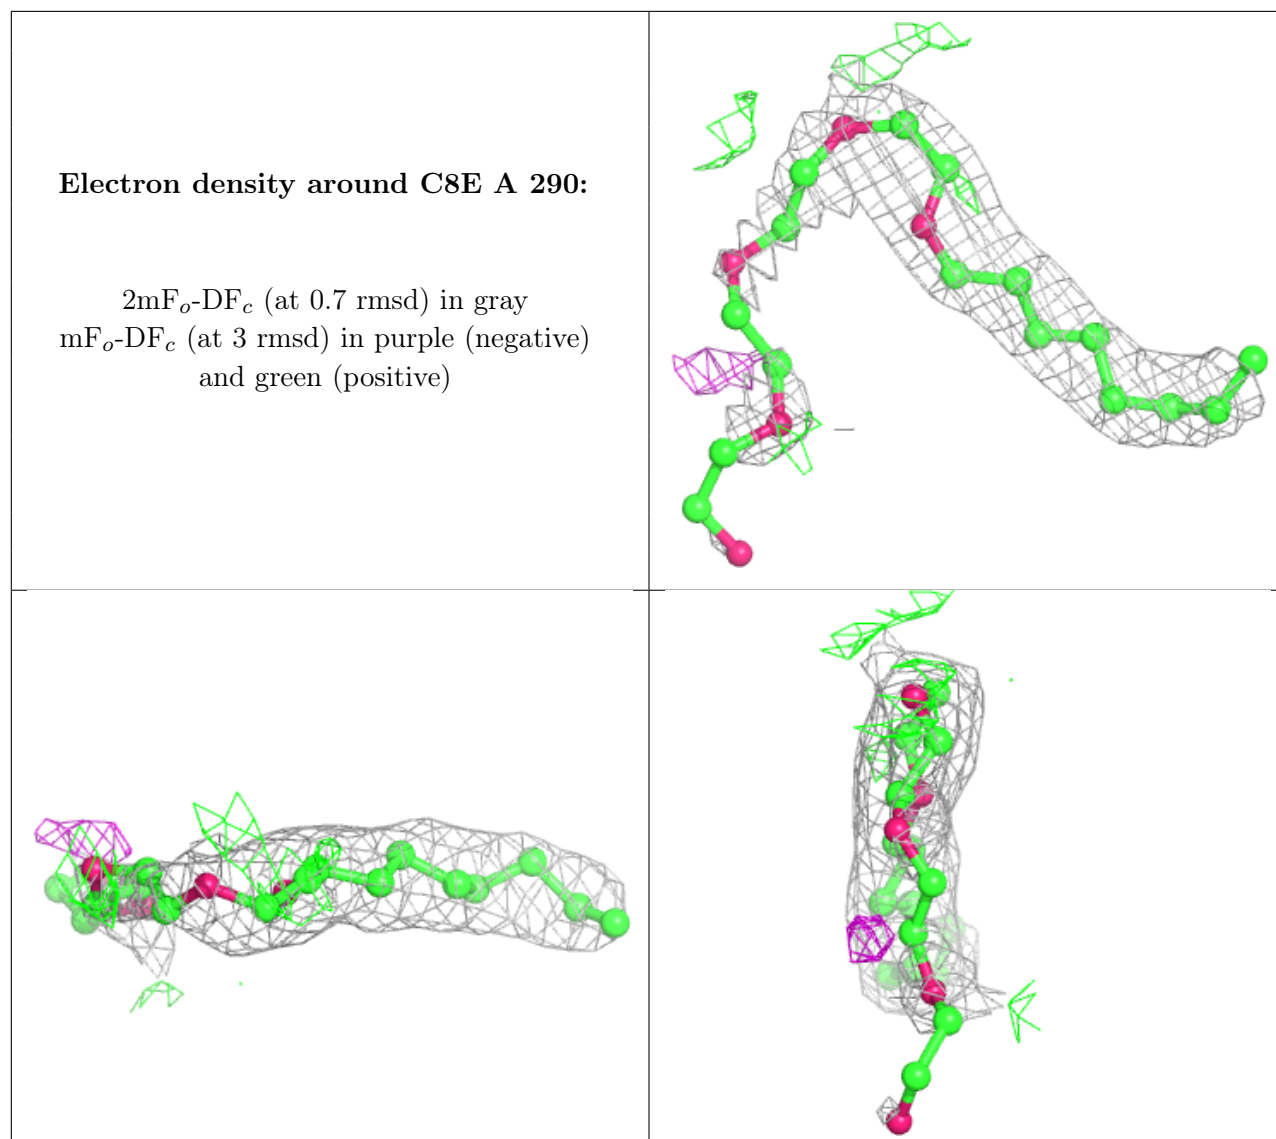 Electron density around C8E A 290:
2mFo-DFc (at 0.7 rmsd) in gray
mFo-DFc (at 3 rmsd) in purple (negative)
and green (positive)